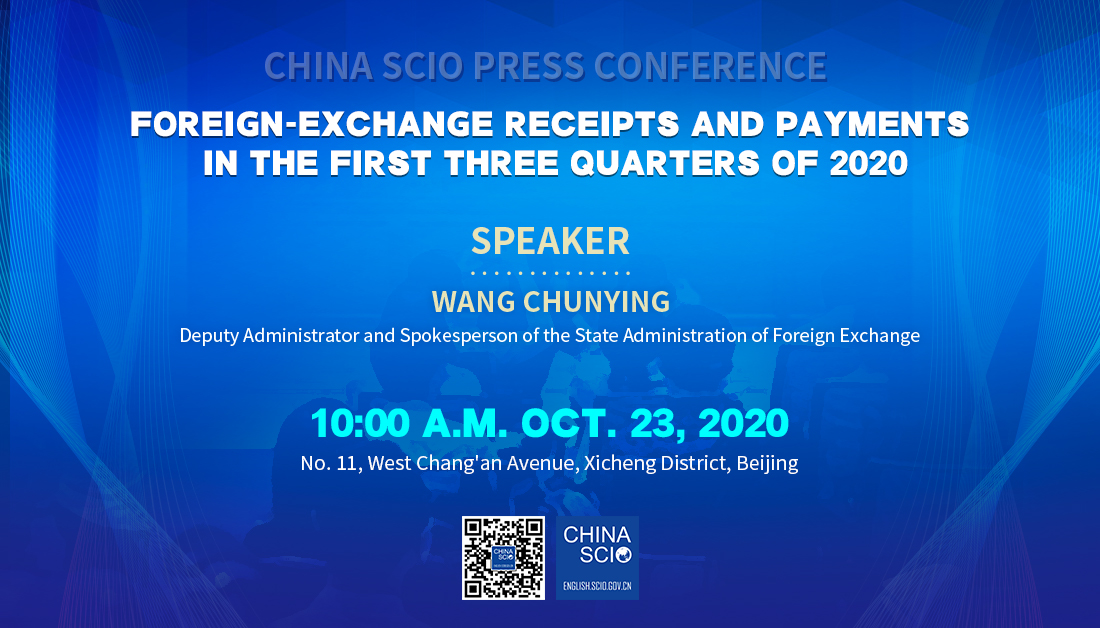 CHINA SCIO PRESS CONFERENCE
FOREIGN-EXCHANGE RECEIPTS AND PAYMENTS
IN THE FIRST THREE QUARTERS OF 2020
SPEAKER
WANG CHUNYING
Deputy Administrator and Spokesperson of the State Administration of Foreign Exchange
10:00 A.M. OCT. 23, 2020
No. 11, West Chang'an Avenue, Xicheng District, Beijing
CHINA
SCIO
CHINA
SCIO
ENGLISH.SCIO.GOV.CN